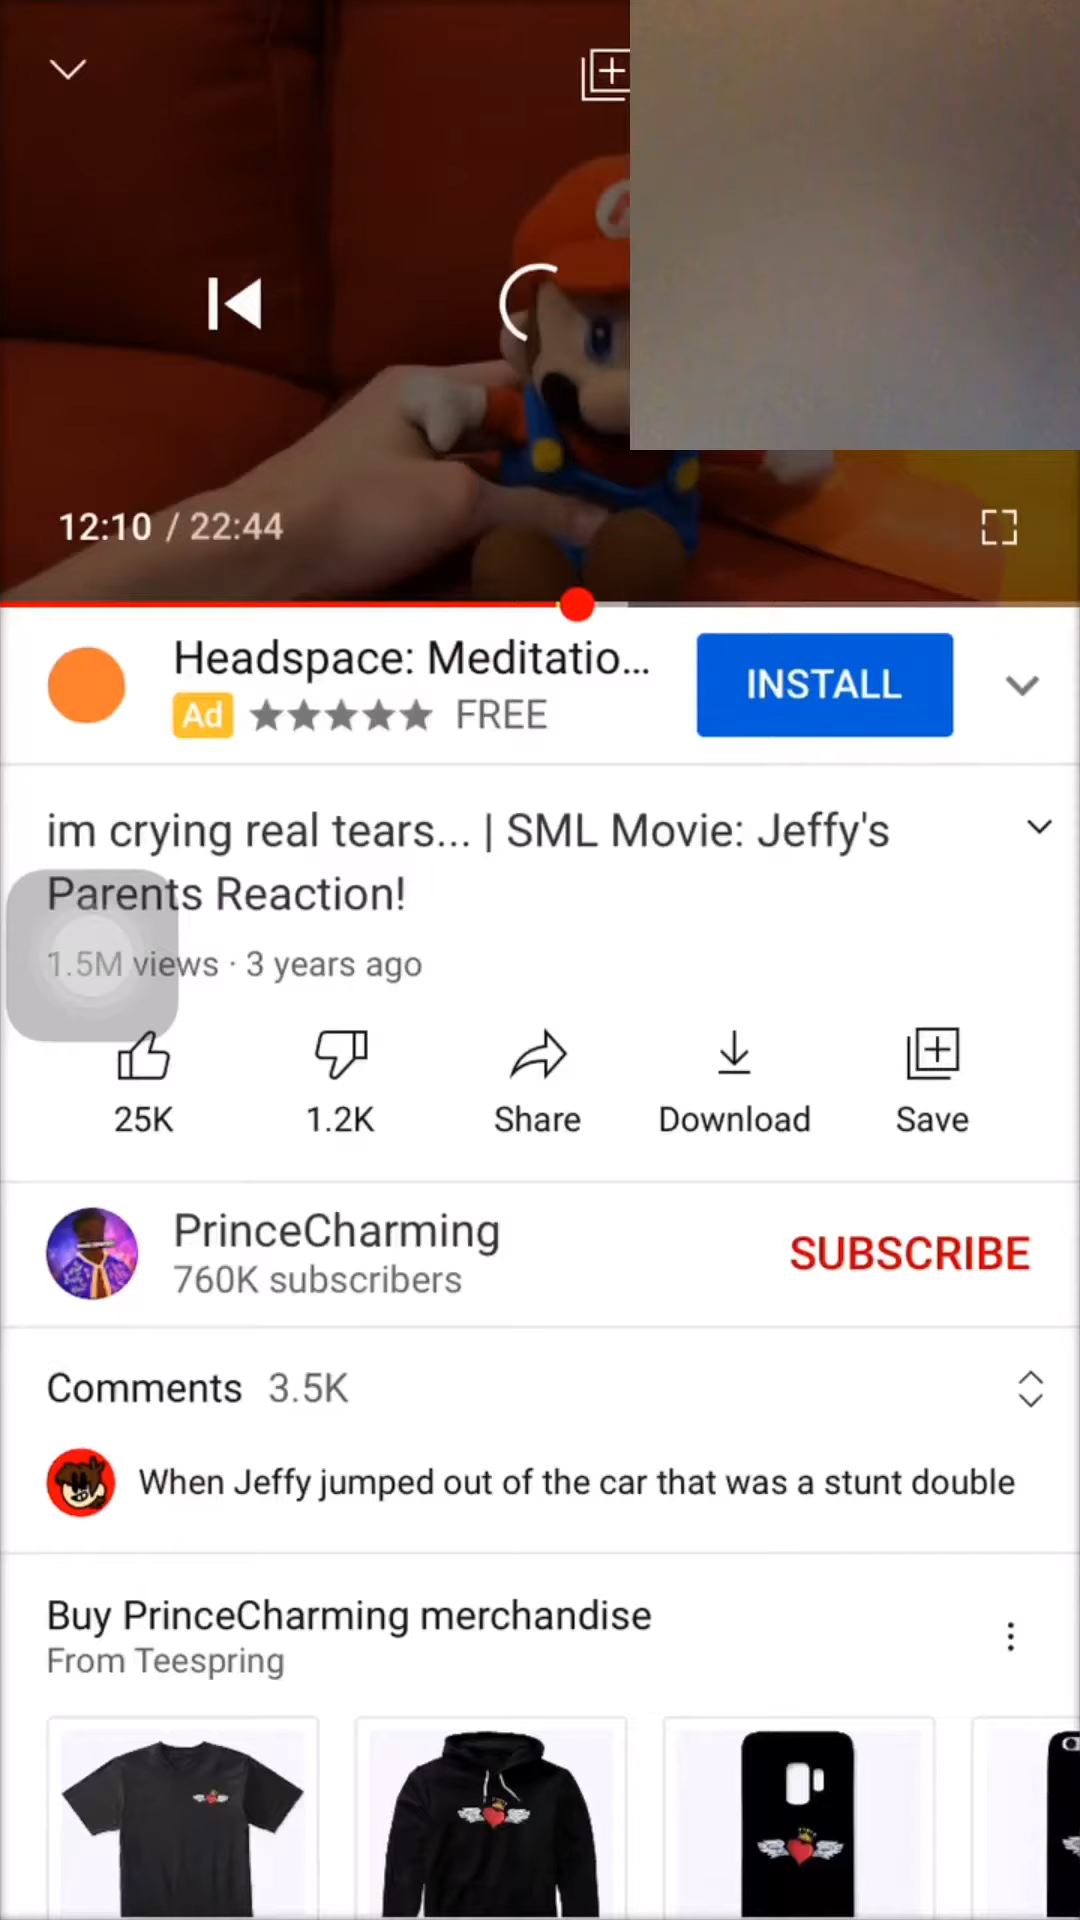 12:10 / 22:44
Headspace: Meditatio...
INSTALL
Ad
FREE
im crying real tears... | SML Movie: Jeffy's
Parents Reaction!
1.5M views · 3 years ago
25K
1.2K
Share
Download
Save
PrinceCharming
760K subscribers
SUBSCRIBE
Comments 3.5K
When Jeffy jumped out of the car that was a stunt double
Buy PrinceCharming merchandise
From Teespring